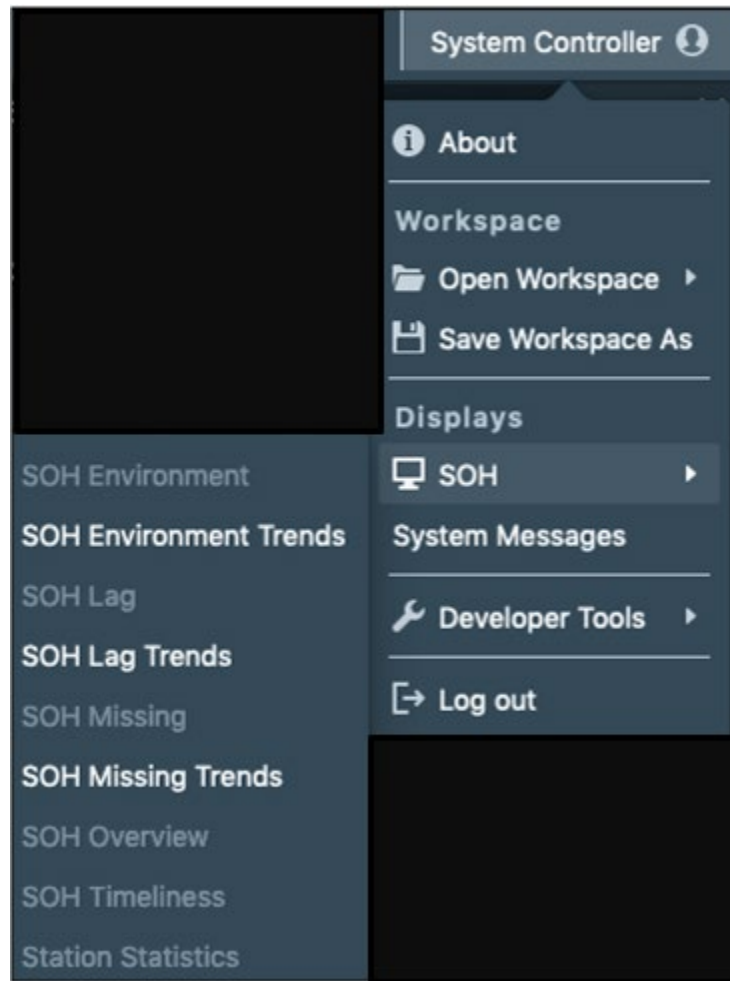 System Controller
About
Workspace
Open Workspace
Save Workspace As
Displays
SOH
System Messages
Developer Tools
Log out
SOH Environment
SOH Environment Trends
SOH Lag
SOH Lag Trends
SOH Missing
SOH Missing Trends
SOH Overview
SOH Timeliness
Station Statistics